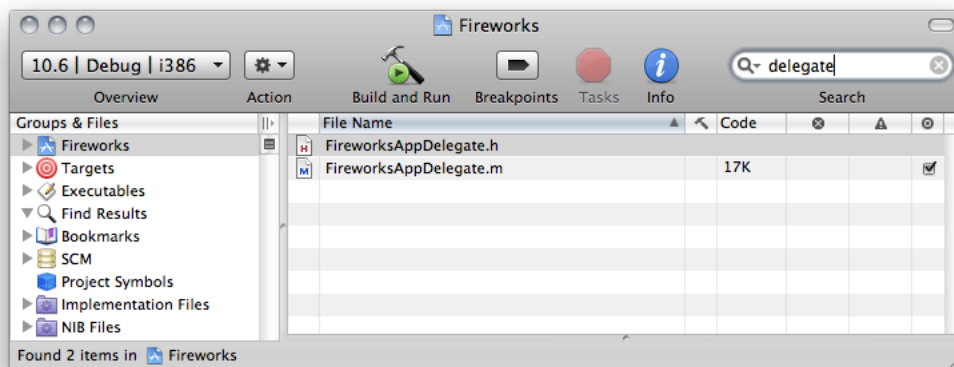 Fireworks
10.6 | Debug | i386
delegate
Overview Action Build and Run Breakpoints Tasks Info Search
Groups & Files File Name Code
Fireworks FireworksAppDelegate.h
Targets FireworksAppDelegate.m 17K
Executables
Find Results
Bookmarks
SCM
Project Symbols
Implementation Files
NIB Files
Found 2 items in Fireworks